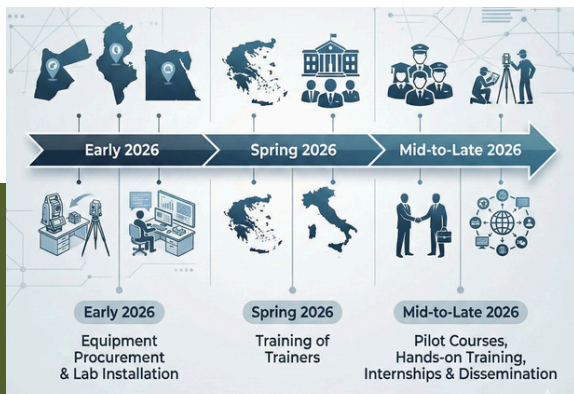 Early 2026
Spring 2026
Mid-to-Late 2026
Early 2026
Equipment
Procurement
& Lab Installation
Spring 2026
Training of
Trainers
Mid-to-Late 2026
Pilot Courses,
Hands-on Training,
Internships & Dissemination